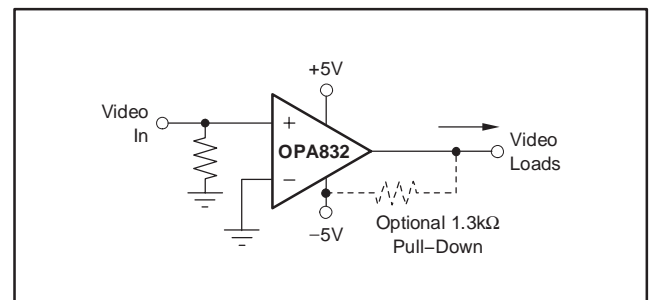 +5V
Video
In
+
OPA832
−
Video
Loads
−5V
Optional 1.3kΩ
Pull−Down